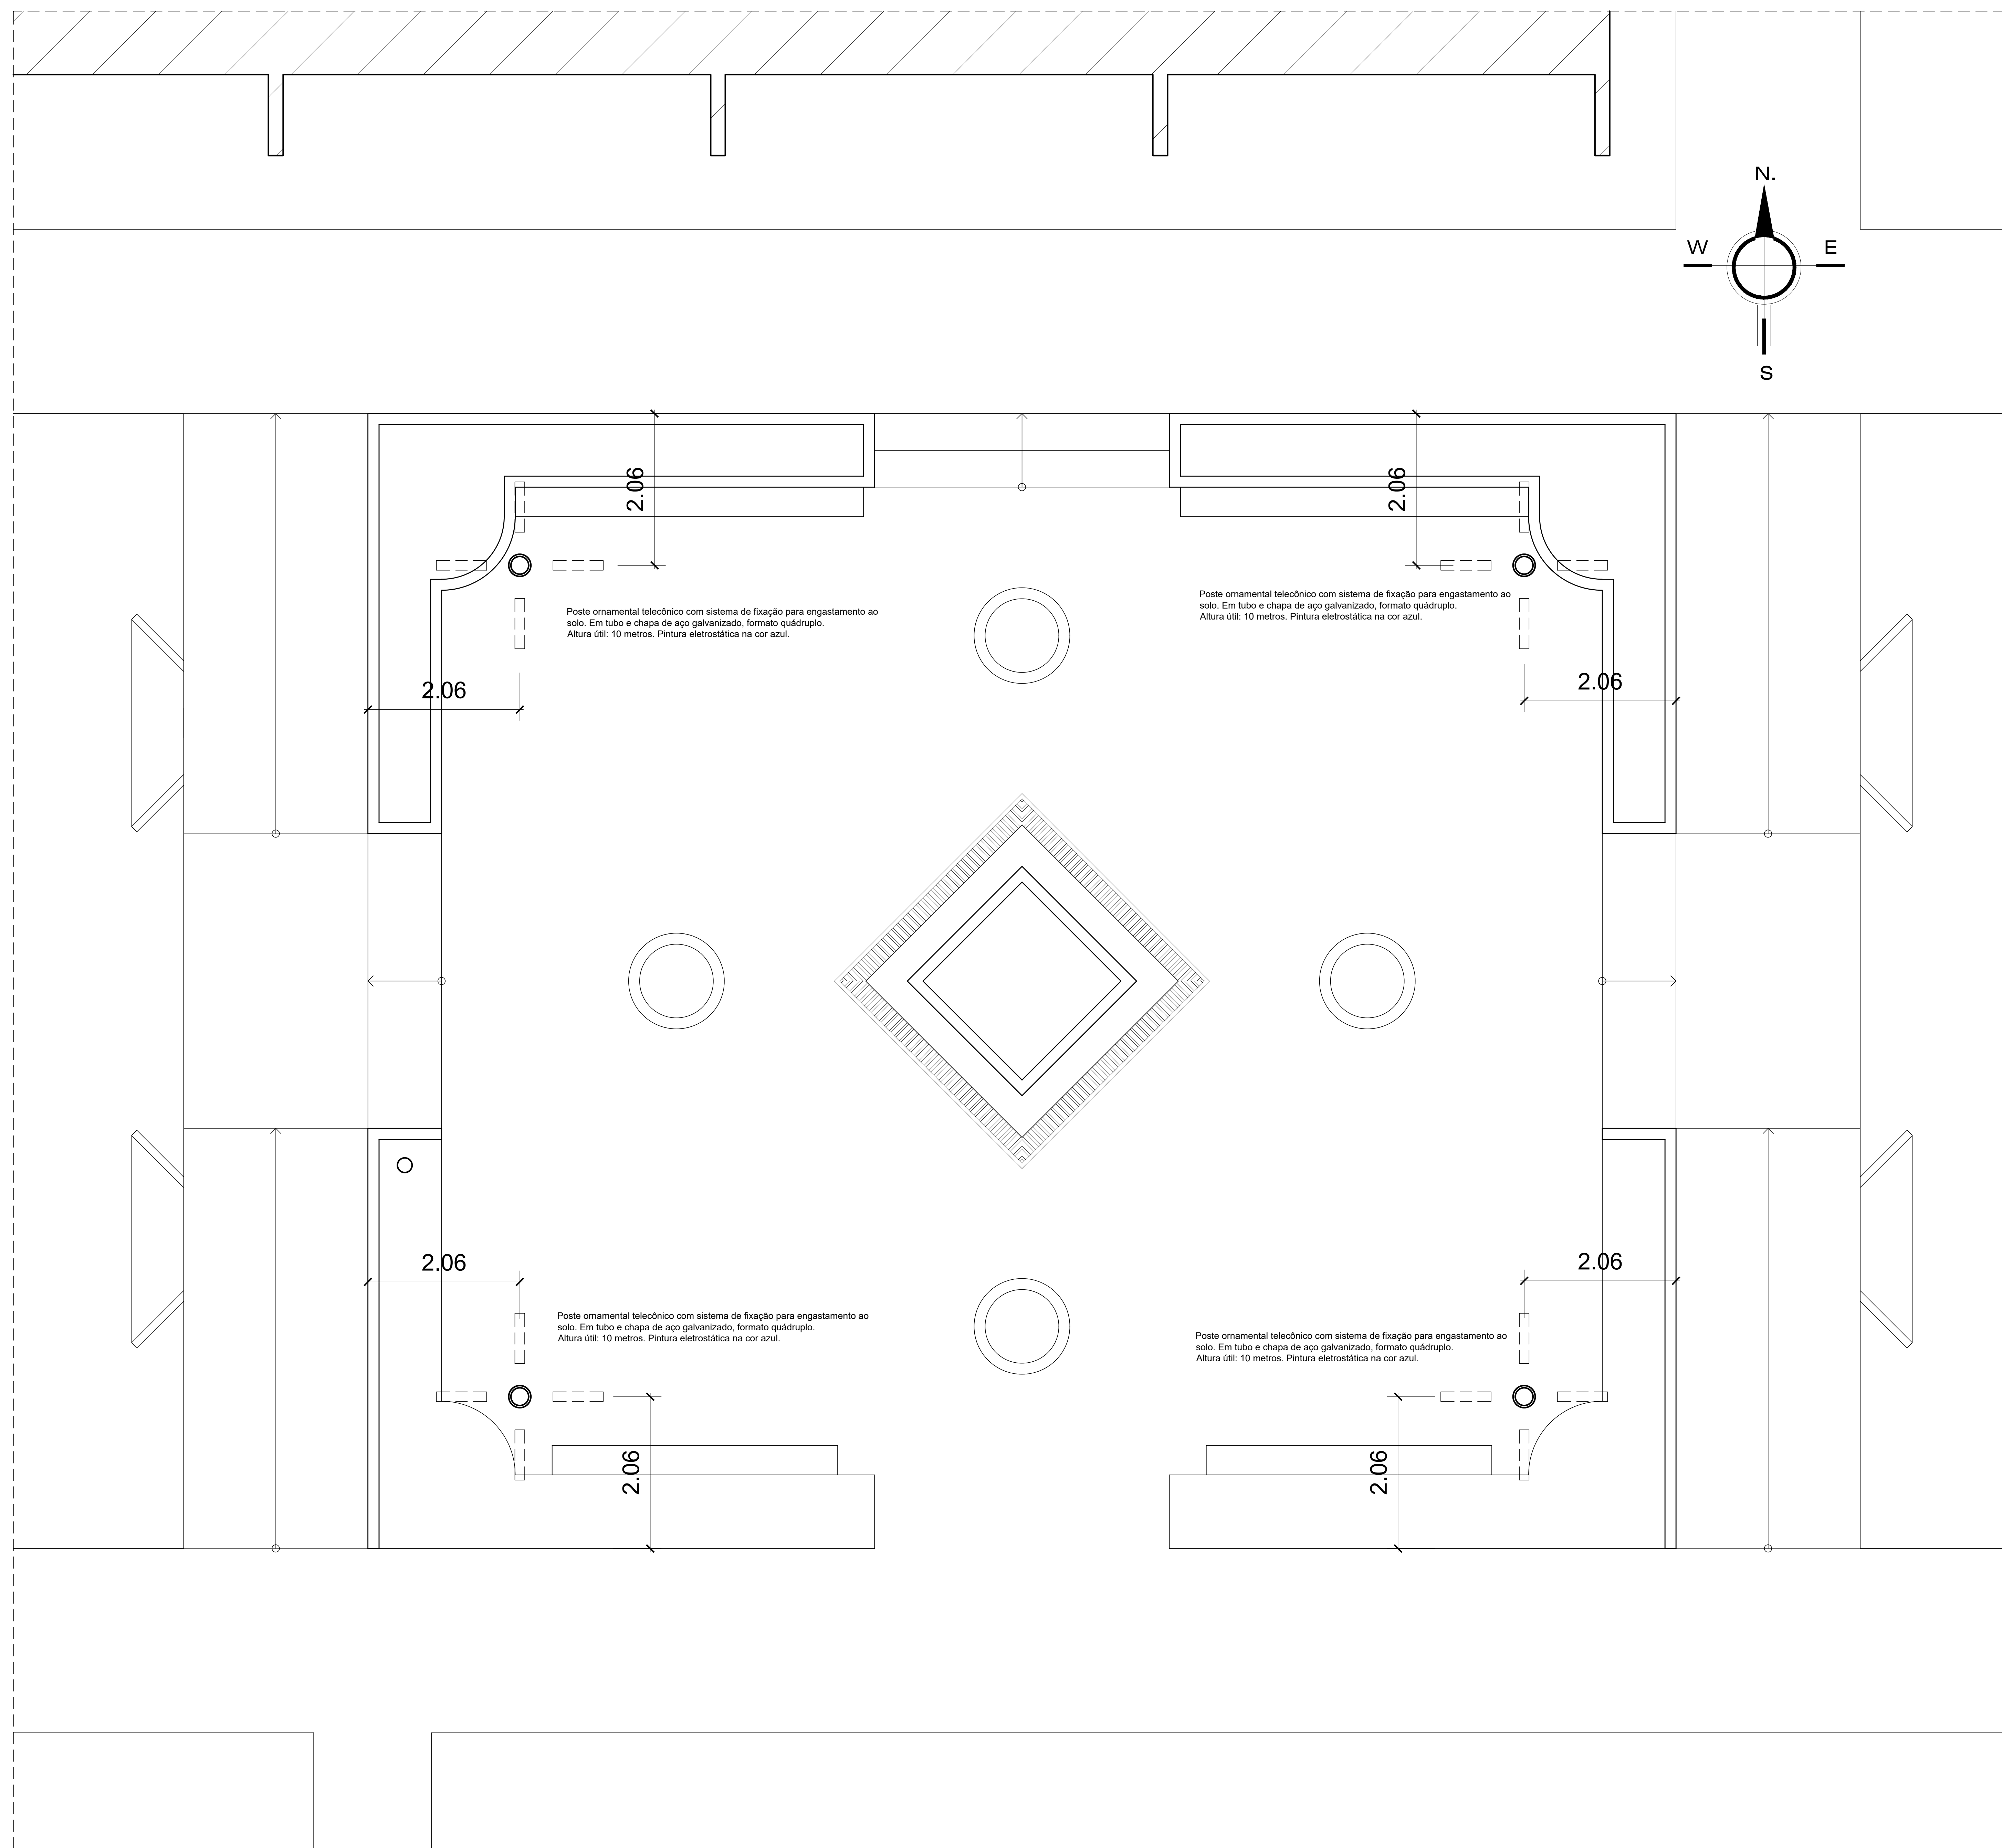 N.
W
E
S
2.06
2.06
Poste ornamental telecônico com sistema de fixação para engastamento ao
solo. Em tubo e chapa de aço galvanizado, formato quádruplo.
Altura útil: 10 metros. Pintura eletrostática na cor azul.
Poste ornamental telecônico com sistema de fixação para engastamento ao
solo. Em tubo e chapa de aço galvanizado, formato quádruplo.
Altura útil: 10 metros. Pintura eletrostática na cor azul.
2.06
2.06
2.06
2.06
Poste ornamental telecônico com sistema de fixação para engastamento ao
solo. Em tubo e chapa de aço galvanizado, formato quádruplo.
Altura útil: 10 metros. Pintura eletrostática na cor azul.
Poste ornamental telecônico com sistema de fixação para engastamento ao
solo. Em tubo e chapa de aço galvanizado, formato quádruplo.
Altura útil: 10 metros. Pintura eletrostática na cor azul.
2.06
2.06